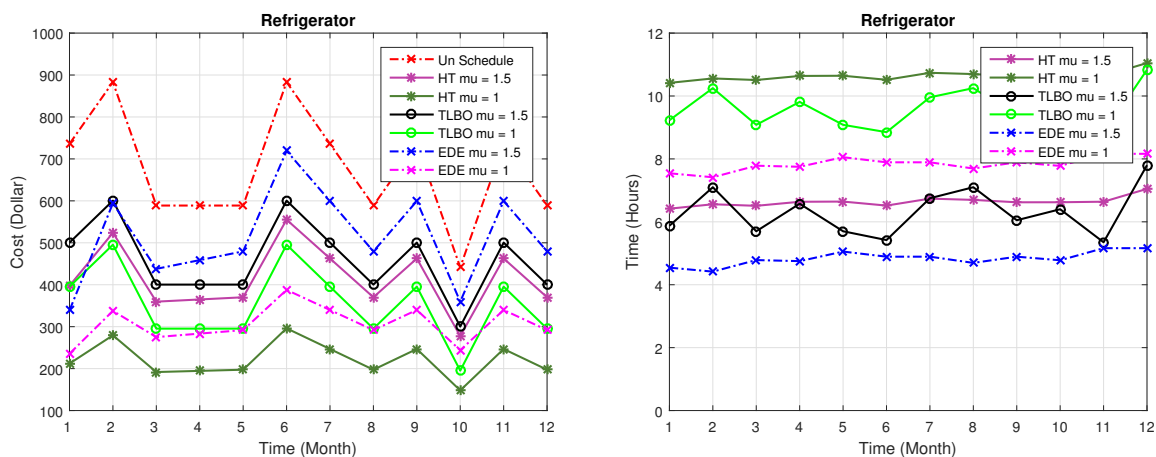 Refrigerator
1000
900
800
700
600
500
400
300
200
100
Cost (Dollar)
Un Schedule
HT mu = 1.5
HT mu = 1
TLBO mu = 1.5
TLBO mu = 1
EDE mu = 1.5
EDE mu = 1
1 2 3 4 5 6 7 8 9 10 11 12
Time (Month)
Refrigerator
12
10
8
6
4
2
0
Time (Hours)
HT mu = 1.5
HT mu = 1
TLBO mu = 1.5
TLBO mu = 1
EDE mu = 1.5
EDE mu = 1
1 2 3 4 5 6 7 8 9 10 11 12
Time (Month)